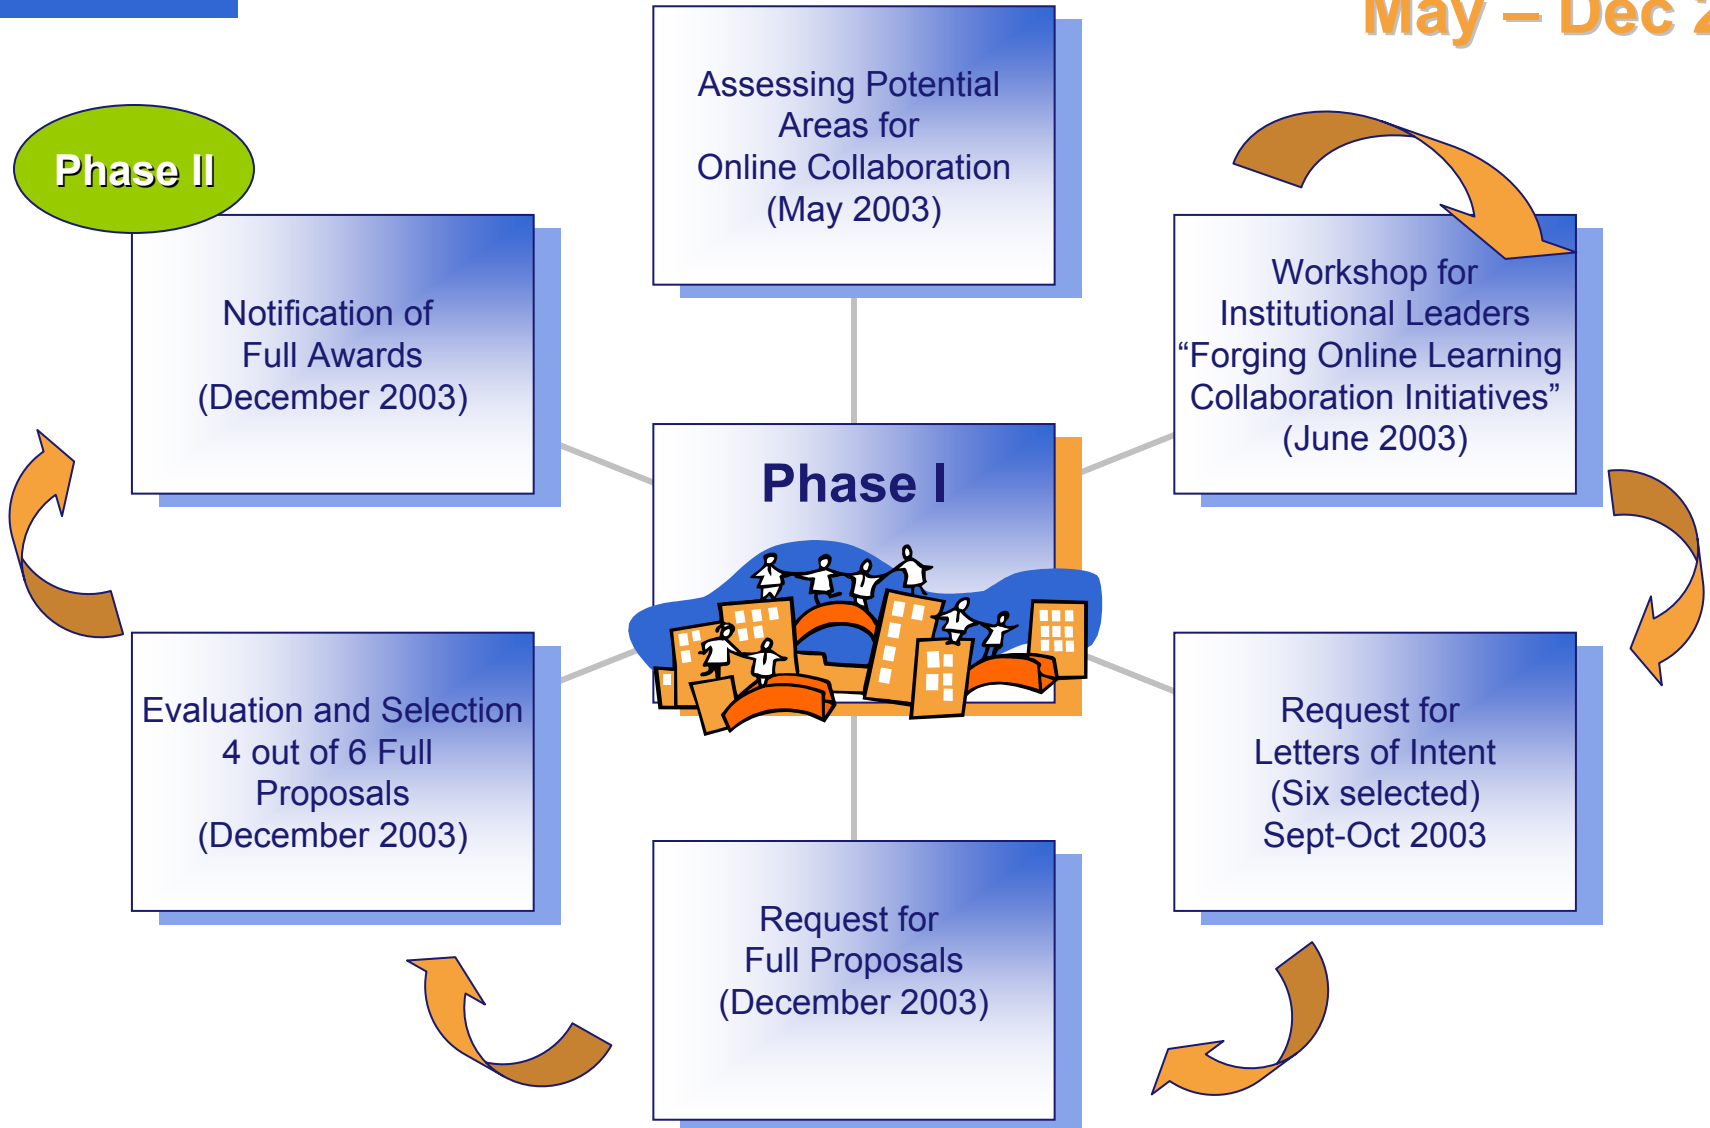 May – Dec 2
Assessing Potential
Areas for
Online Collaboration
(May 2003)
Workshop for
Institutional Leaders
“Forging Online Learning
Collaboration Initiatives”
(June 2003)
Request for
Letters of Intent
(Six selected)
Sept-Oct 2003
Request for
Full Proposals
(December 2003)
Evaluation and Selection
4 out of 6 Full
Proposals
(December 2003)
Phase II
Notification of
Full Awards
(December 2003)
Phase I